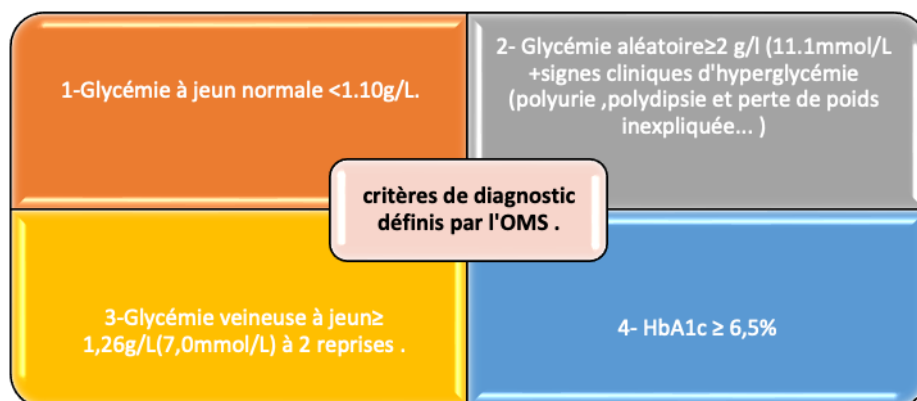 1-Glycémie à jeun normale <1.10g/L.
2- Glycémie aléatoire≥2 g/l (11.1mmol/L
+signes cliniques d'hyperglycémie
(polyurie ,polydipsie et perte de poids
inexpliquée... )
critères de diagnostic
définis par l'OMS .
3-Glycémie veineuse à jeun≥
1,26g/L(7,0mmol/L) à 2 reprises .
4- HbA1c ≥ 6,5%